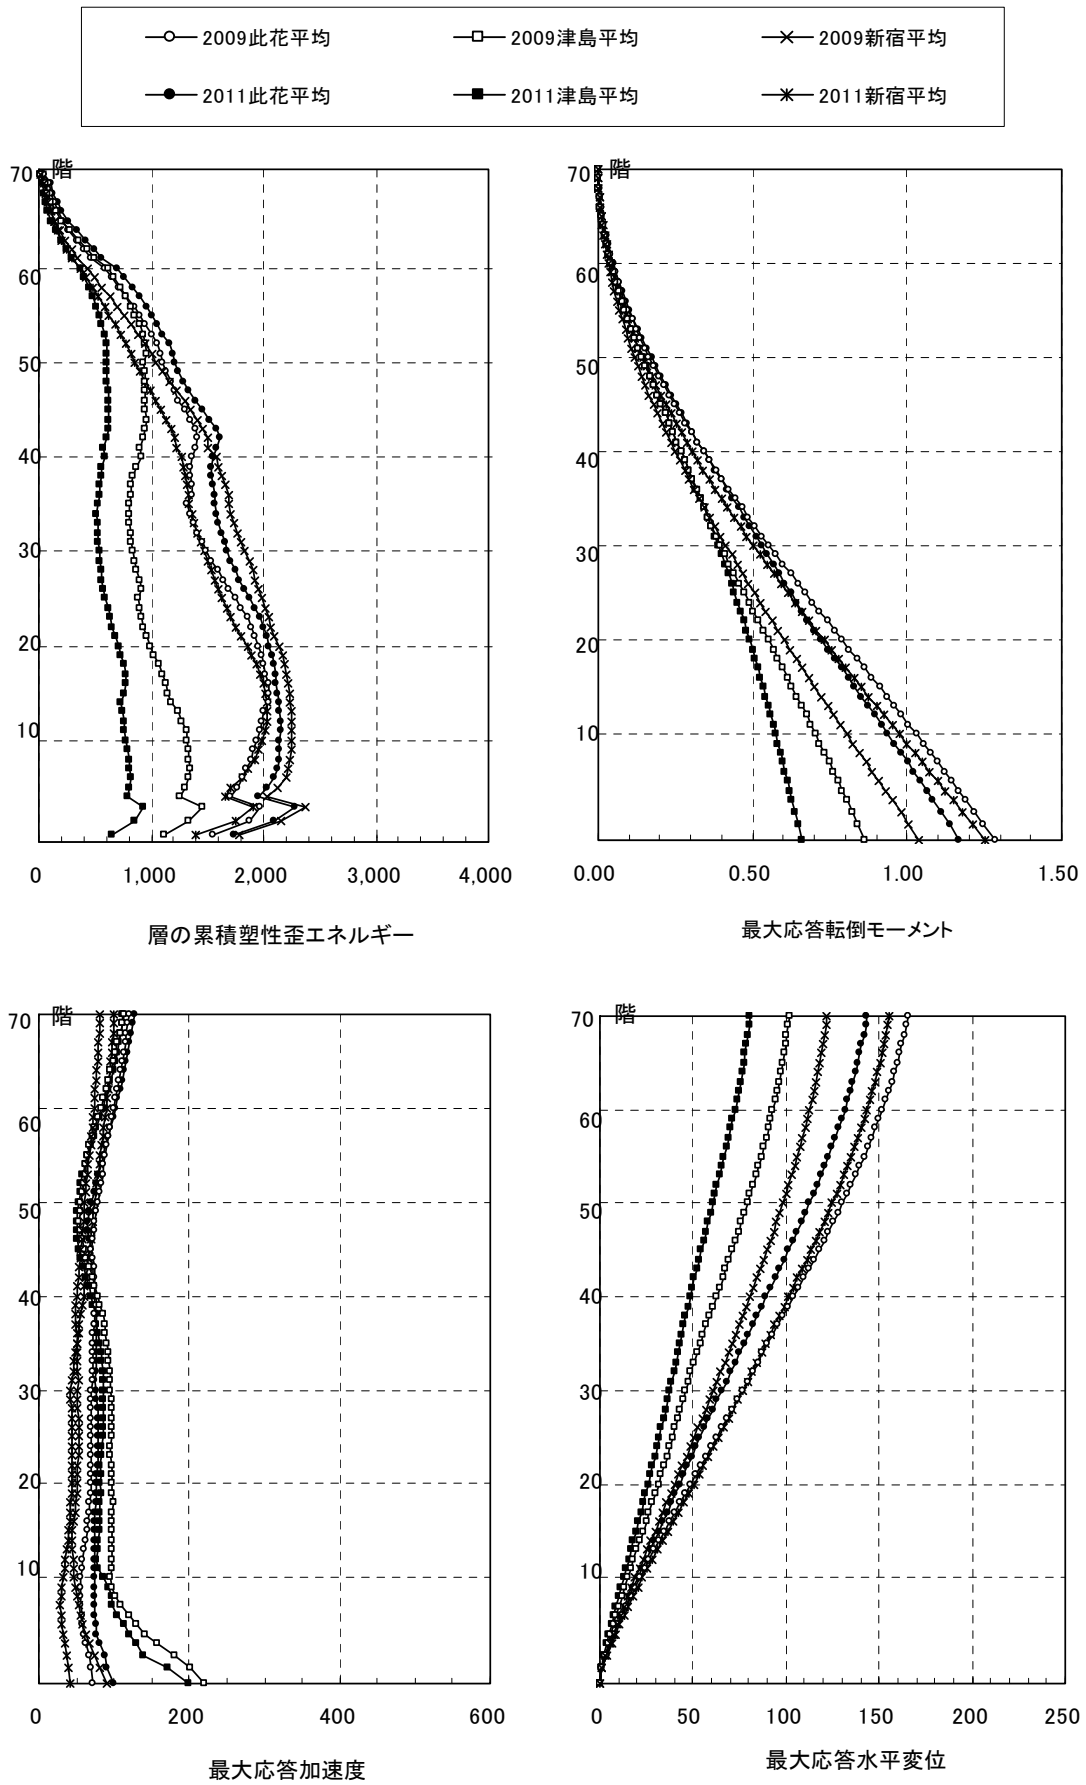 2009此花平均 2009津島平均 2009新宿平均
2011此花平均 2011津島平均 2011新宿平均
階
70
60
50
40
30
20
10
0 1,000 2,000 3,000 4,000
層の累積塑性歪エネルギー
階
70
60
50
40
30
20
10
0.00 0.50 1.00 1.50
最大応答転倒モーメント
階
70
60
50
40
30
20
10
0 200 400 600
最大応答加速度
階
70
60
50
40
30
20
10
0 50 100 150 200 250
最大応答水平変位